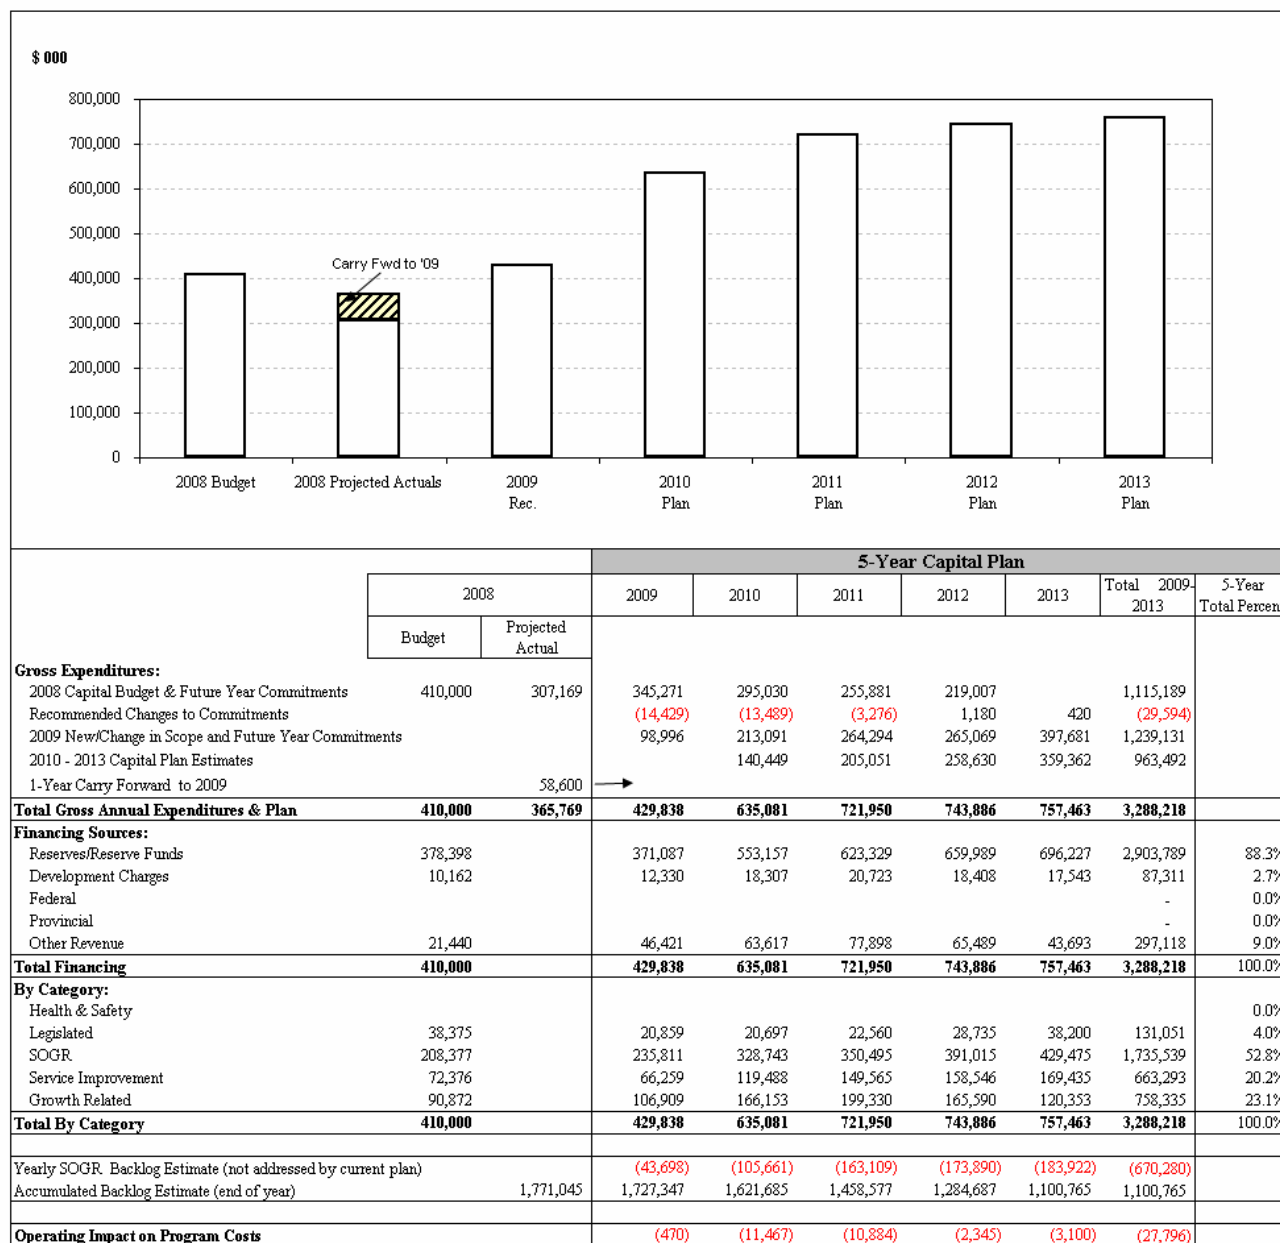 $ 000
800,000
700,000
600,000
500,000
400,000
300,000
200,000
100,000
0
Carry Fwd to '09
2008 Budget 2008 Projected Actuals 2009 2010 2011 2012 2013
Rec. Plan Plan Plan Plan
5-Year Capital Plan
2008 2009 2010 2011 2012 2013 Total 2009- 5-Year
2013 Total Percen
Budget Projected
Actual
Gross Expenditures:
2008 Capital Budget & Future Year Commitments 410,000 307,169 345,271 295,030 255,881 219,007 1,115,189
Recommended Changes to Commitments (14,429) (13,489) (3,276) 1,180 420 (29,594)
2009 New/Change in Scope and Future Year Commitments 98,996 213,091 264,294 265,069 397,681 1,239,131
2010 - 2013 Capital Plan Estimates 140,449 205,051 258,630 359,362 963,492
1-Year Carry Forward to 2009 58,600
Total Gross Annual Expenditures & Plan 410,000 365,769 429,838 635,081 721,950 743,886 757,463 3,288,218
Financing Sources:
Reserves/Reserve Funds 378,398 371,087 553,157 623,329 659,989 696,227 2,903,789 88.3%
Development Charges 10,162 12,330 18,307 20,723 18,408 17,543 87,311 2.7%
Federal - 0.0%
Provincial - 0.0%
Other Revenue 21,440 46,421 63,617 77,898 65,489 43,693 297,118 9.0%
Total Financing 410,000 429,838 635,081 721,950 743,886 757,463 3,288,218 100.0%
By Category:
Health & Safety 0.0%
Legislated 38,375 20,859 20,697 22,560 28,735 38,200 131,051 4.0%
SOGR 208,377 235,811 328,743 350,495 391,015 429,475 1,735,539 52.8%
Service Improvement 72,376 66,259 119,488 149,565 158,546 169,435 663,293 20.2%
Growth Related 90,872 106,909 166,153 199,330 165,590 120,353 758,335 23.1%
Total By Category 410,000 429,838 635,081 721,950 743,886 757,463 3,288,218 100.0%
Yearly SOGR Backlog Estimate (not addressed by current plan) (43,698) (105,661) (163,109) (173,890) (183,922) (670,280)
Accumulated Backlog Estimate (end of year) 1,771,045 1,727,347 1,621,685 1,458,577 1,284,687 1,100,765 1,100,765
Operating Impact on Program Costs (470) (11,467) (10,884) (2,345) (3,100) (27,796)